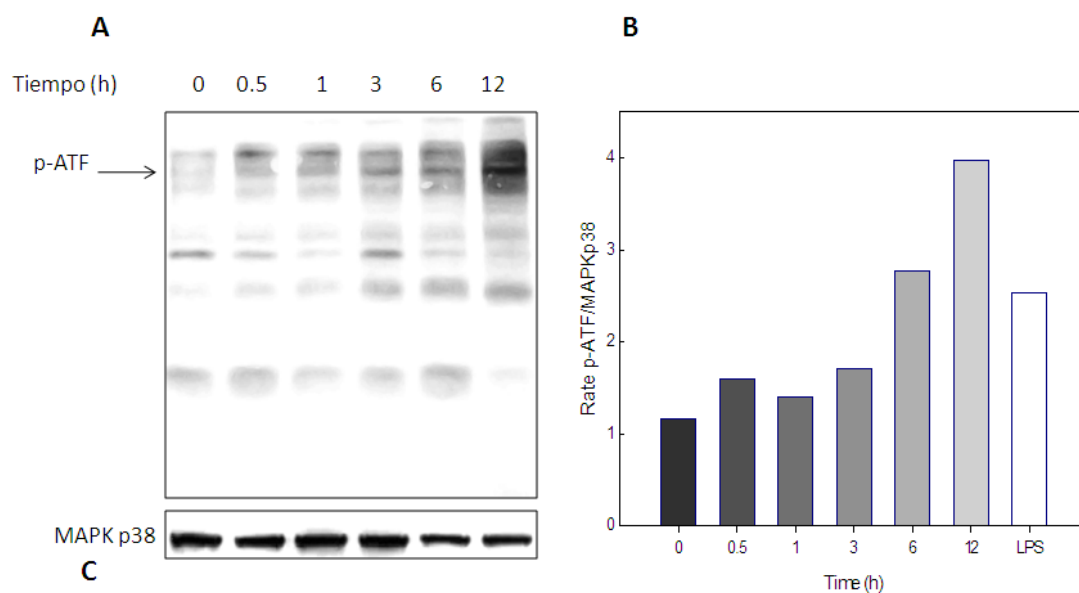 A
Tiempo (h) 0 0.5 1 3 6 12
p-ATF
MAPK p38
C
B
Rate p-ATF/MAPKp38
4
3
2
1
0
0 0.5 1 3 6 12 LPS
Time (h)